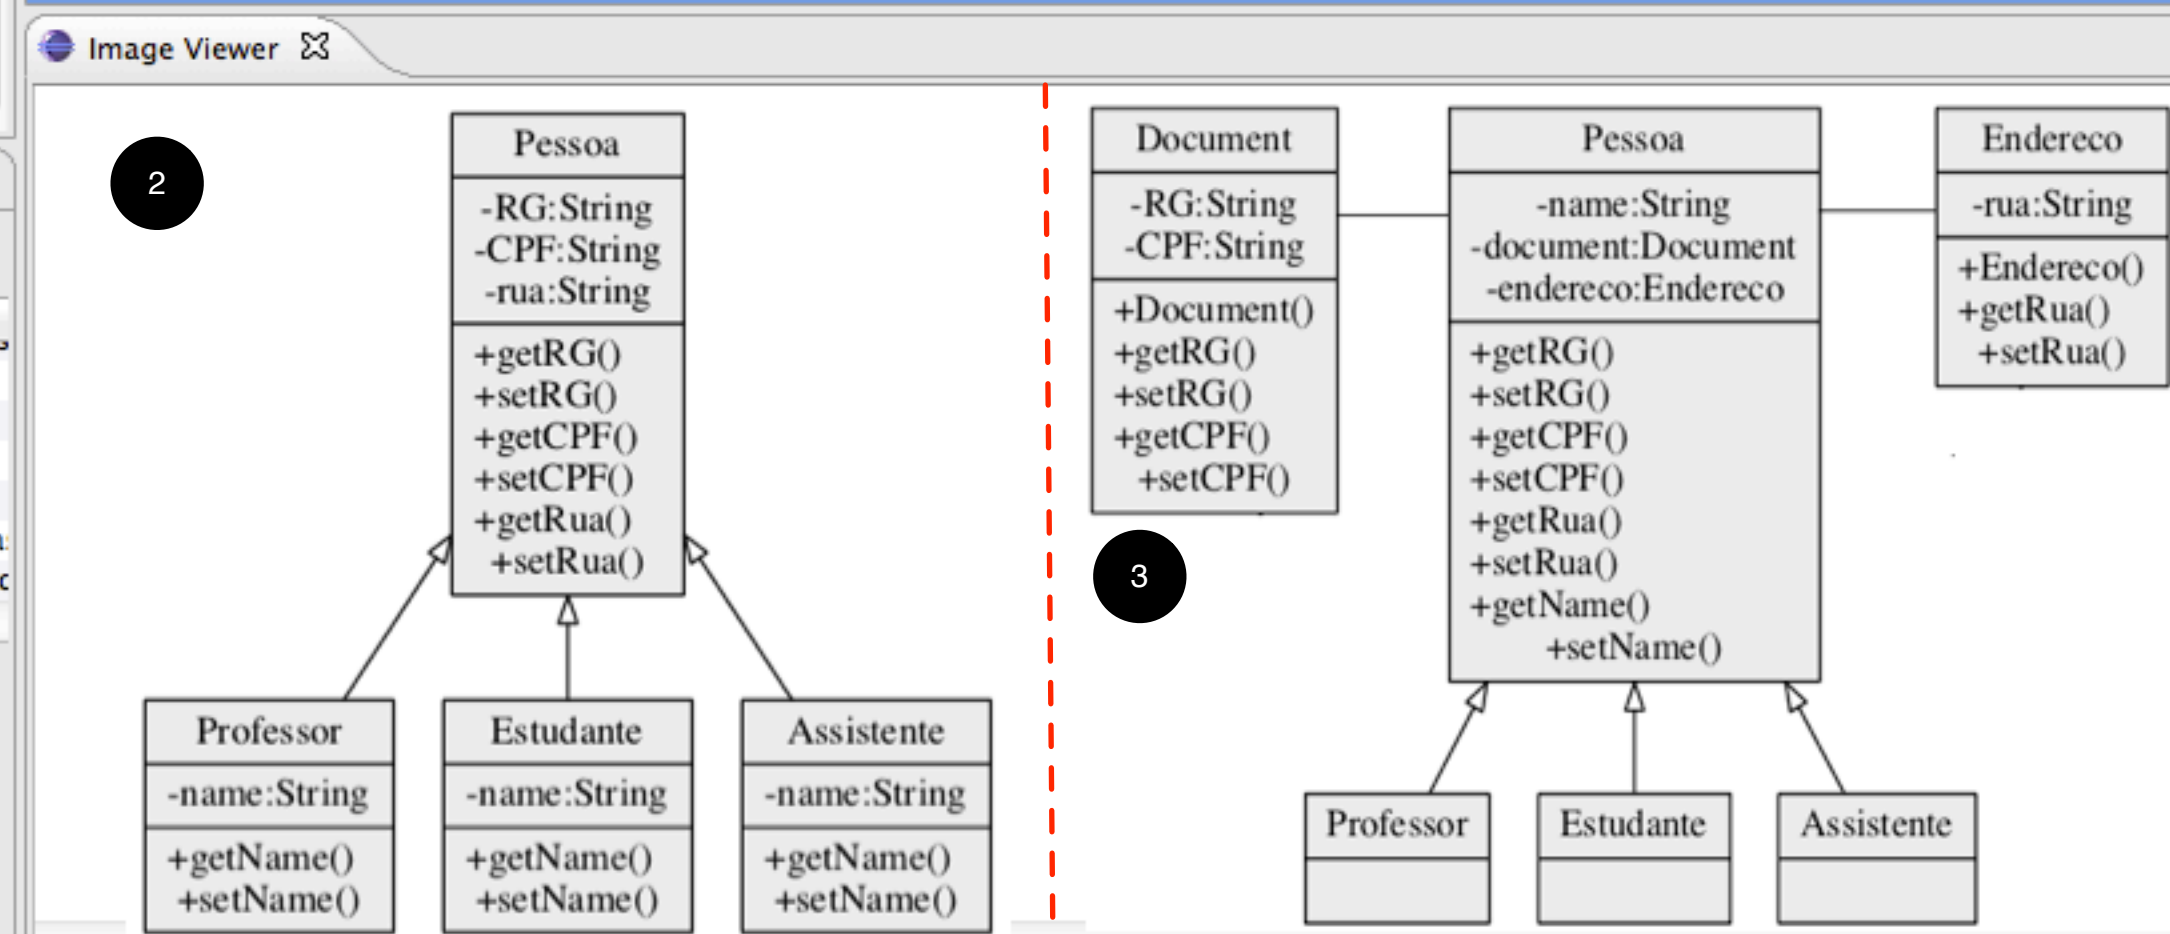 Image Viewer
2
Pessoa
-RG:String
-CPF:String
-rua:String
+getRG()
+setRG()
+getCPF()
+setCPF()
+getRua()
+setRua()
Professor
-name:String
+getName()
+setName()
Estudante
-name:String
+getName()
+setName()
Assistente
-name:String
+getName()
+setName()
Document
-RG:String
-CPF:String
+Document()
+getRG()
+setRG()
+getCPF()
+setCPF()
3
Pessoa
-name:String
-document:Document
-endereco:Endereco
+getRG()
+setRG()
+getCPF()
+setCPF()
+getRua()
+setRua()
+getName()
+setName()
Endereco
-rua:String
+Endereco()
+getRua()
+setRua()
Professor
Estudante
Assistente